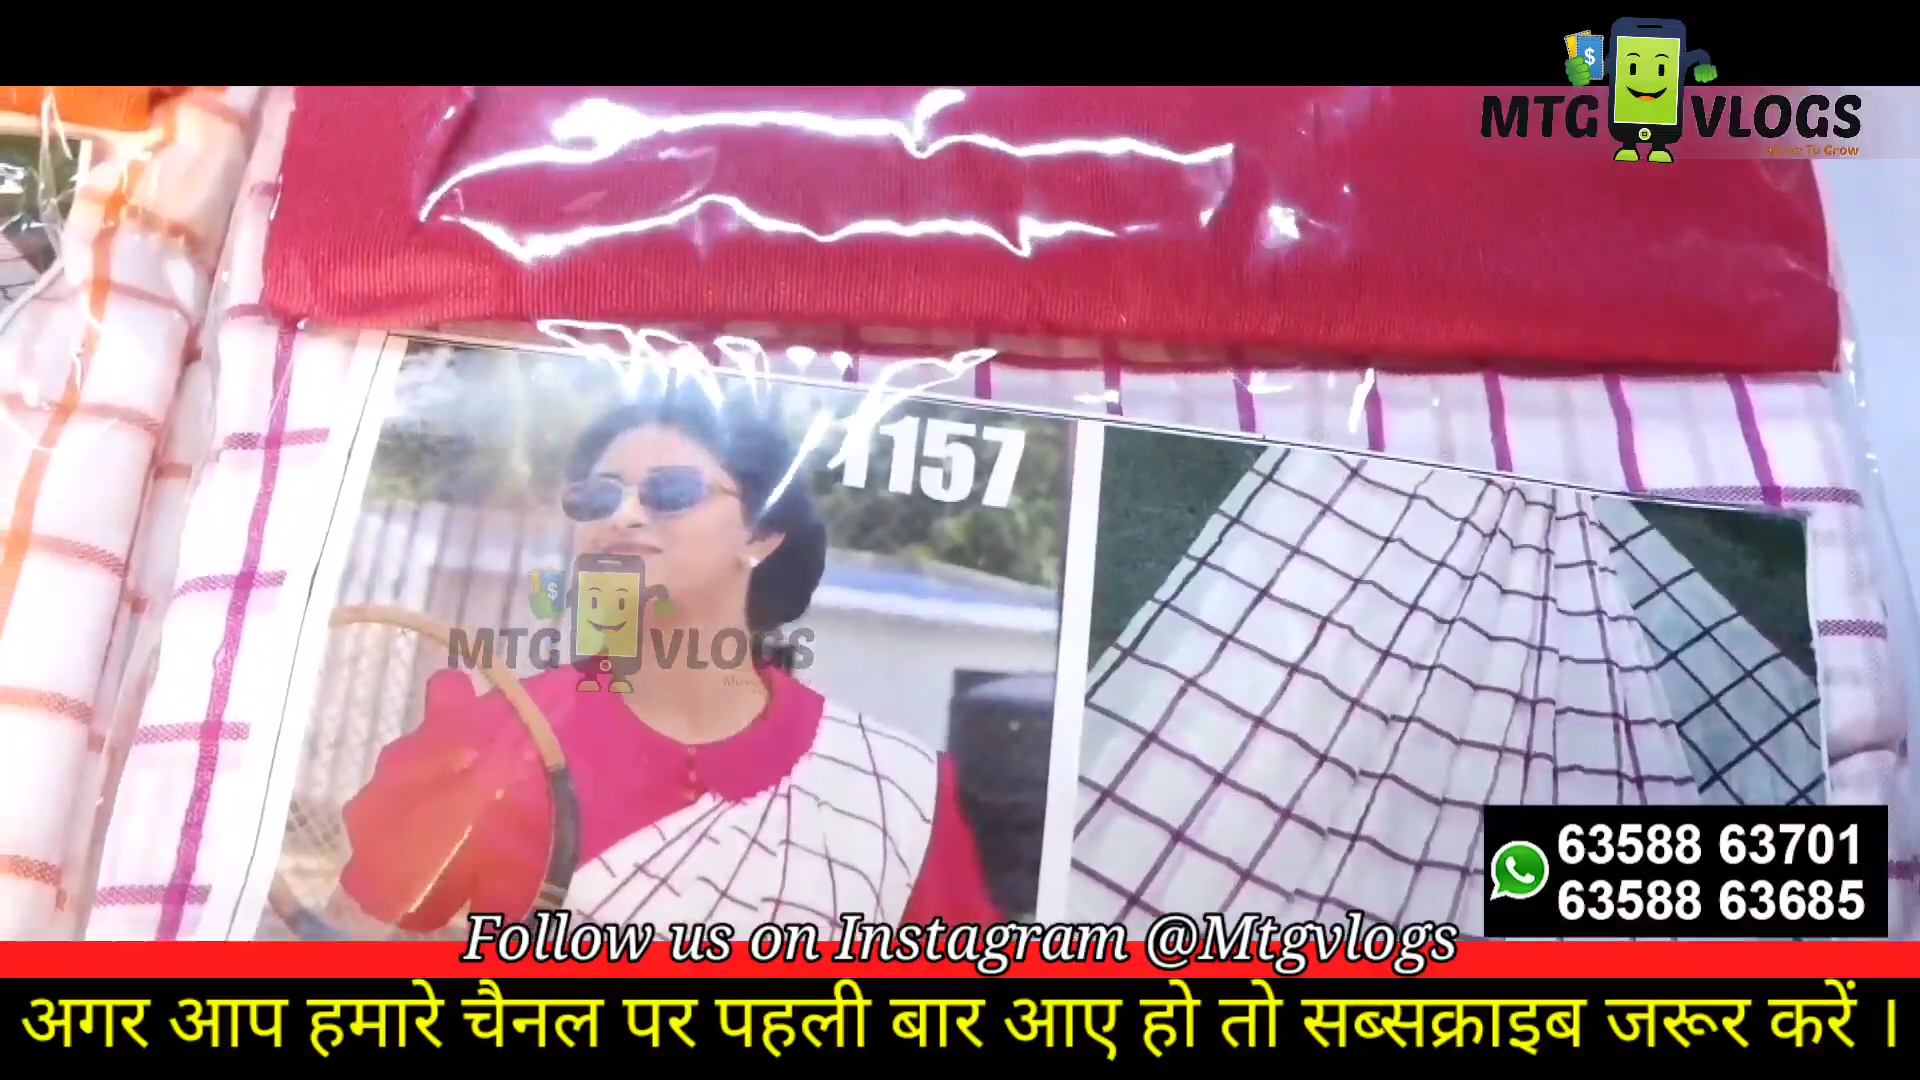 MTG VLOGS
1157
MTG VLOGS
63588 63701
63588 63685
Follow us on Instagram @Mtgvlogs
अगर आप हमारे चैनल पर पहली बार आए हो तो सब्सक्राइब जरूर करें ।